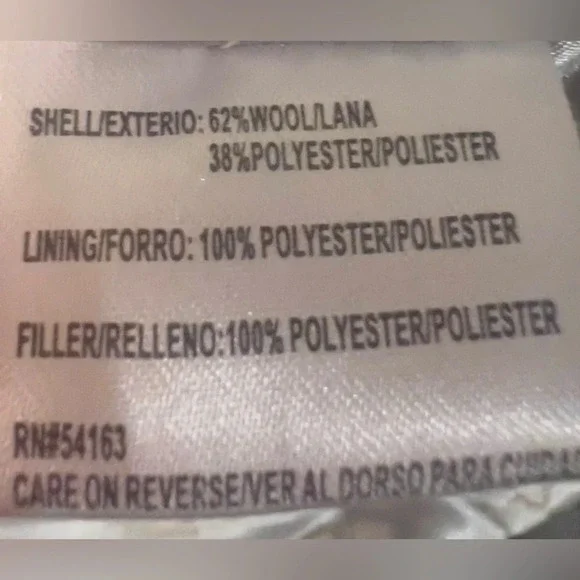 SHELL/EXTERIO: 62%WOOL/LANA
38%POLYESTER/POLIESTER
LINING/FORRO: 100% POLYESTER/POLIESTER
FILLER/RELLENO:100% POLYESTER/POLIESTER
RN#54163
CARE ON REVERSE/VER AL DORSO PARA